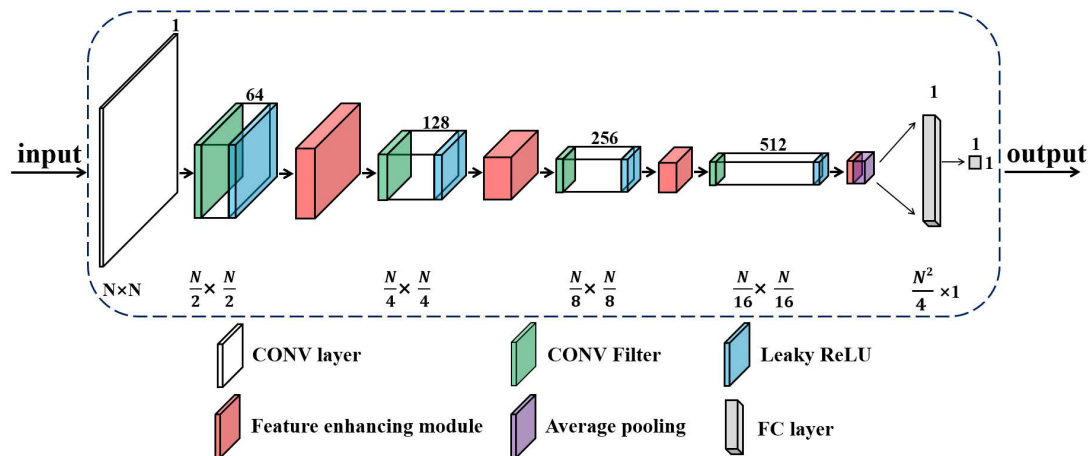 1
64
128
256
512
1
1
1
input
output
N×N
N/2 × N/2
N/4 × N/4
N/8 × N/8
N/16 × N/16
N²/4 ×1
CONV layer
CONV Filter
Leaky ReLU
Feature enhancing module
Average pooling
FC layer